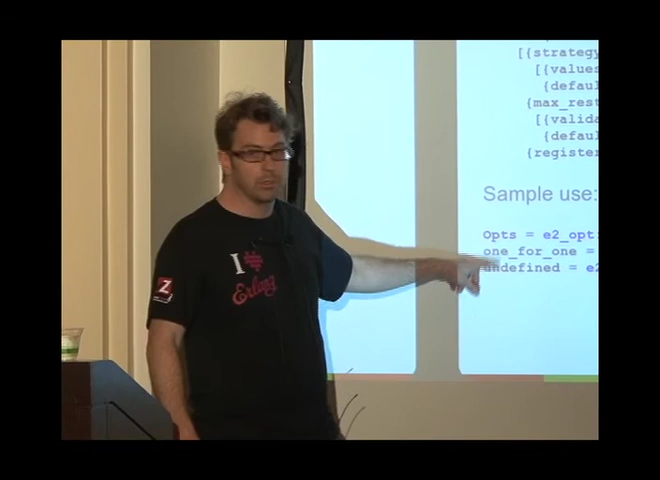 [{strategy
[{values
{defaul
{max_rest
[{valida
{defaul
{register
Sample use:
Opts = e2_opt
one_for_one =
undefined = e2
I
Erlang
Z